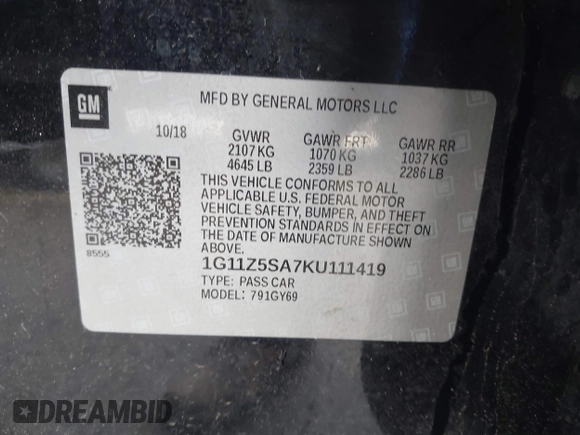 GM
MFD BY GENERAL MOTORS LLC
10/18 GVWR GAWR FRT GAWR RR
2107 KG 1070 KG 1037 KG
4645 LB 2359 LB 2286 LB
THIS VEHICLE CONFORMS TO ALL
APPLICABLE U.S. FEDERAL MOTOR
VEHICLE SAFETY, BUMPER, AND THEFT
PREVENTION STANDARDS IN EFFECT ON
THE DATE OF MANUFACTURE SHOWN
ABOVE.
8555
1G11Z5SA7KU111419
TYPE: PASS CAR
MODEL: 791GY69
DREAMBID